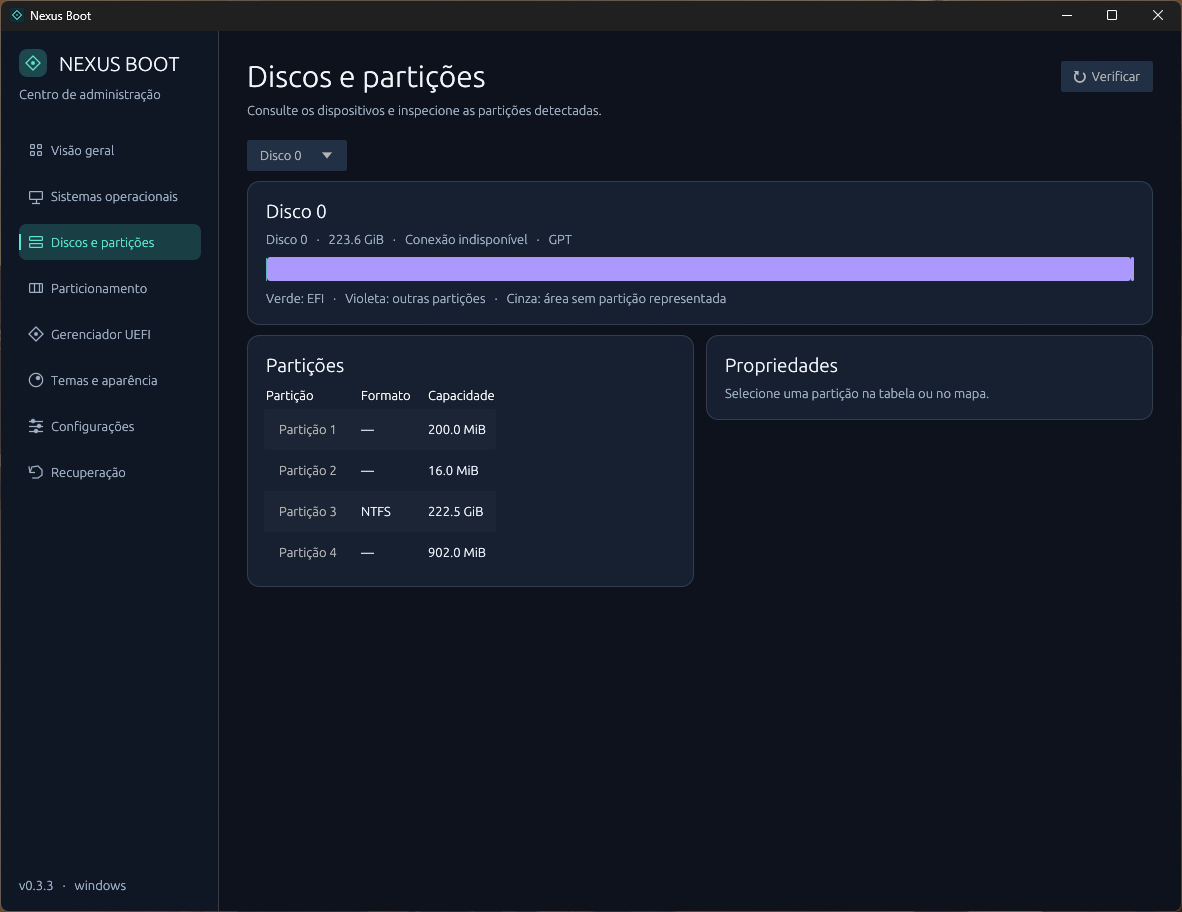 Nexus Boot
NEXUS BOOT
Centro de administração
Visão geral
Sistemas operacionais
Discos e partições
Particionamento
Gerenciador UEFI
Temas e aparência
Configurações
Recuperação
v0.3.3 · windows
Discos e partições
Verificar
Consulte os dispositivos e inspecione as partições detectadas.
Disco 0
Disco 0
Disco 0 · 223.6 GiB · Conexão indisponível · GPT
Verde: EFI · Violeta: outras partições · Cinza: área sem partição representada
Partições
Partição Formato Capacidade
Partição 1 — 200.0 MiB
Partição 2 — 16.0 MiB
Partição 3 NTFS 222.5 GiB
Partição 4 — 902.0 MiB
Propriedades
Selecione uma partição na tabela ou no mapa.